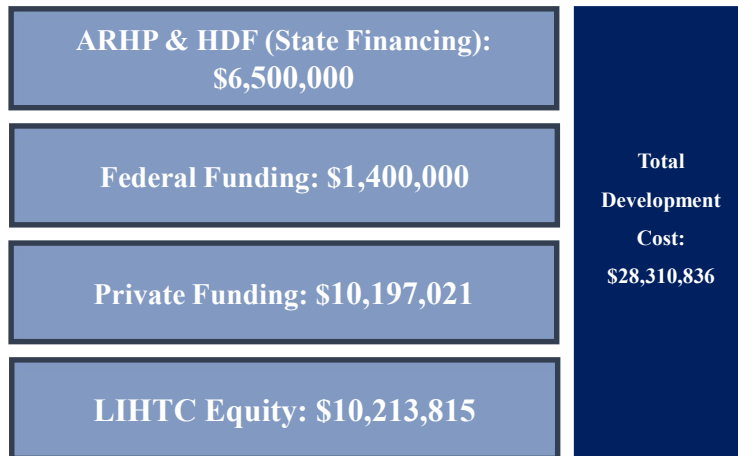 ARHP & HDF (State Financing):
$6,500,000
Federal Funding: $1,400,000
Private Funding: $10,197,021
LIHTC Equity: $10,213,815
Total
Development
Cost:
$28,310,836